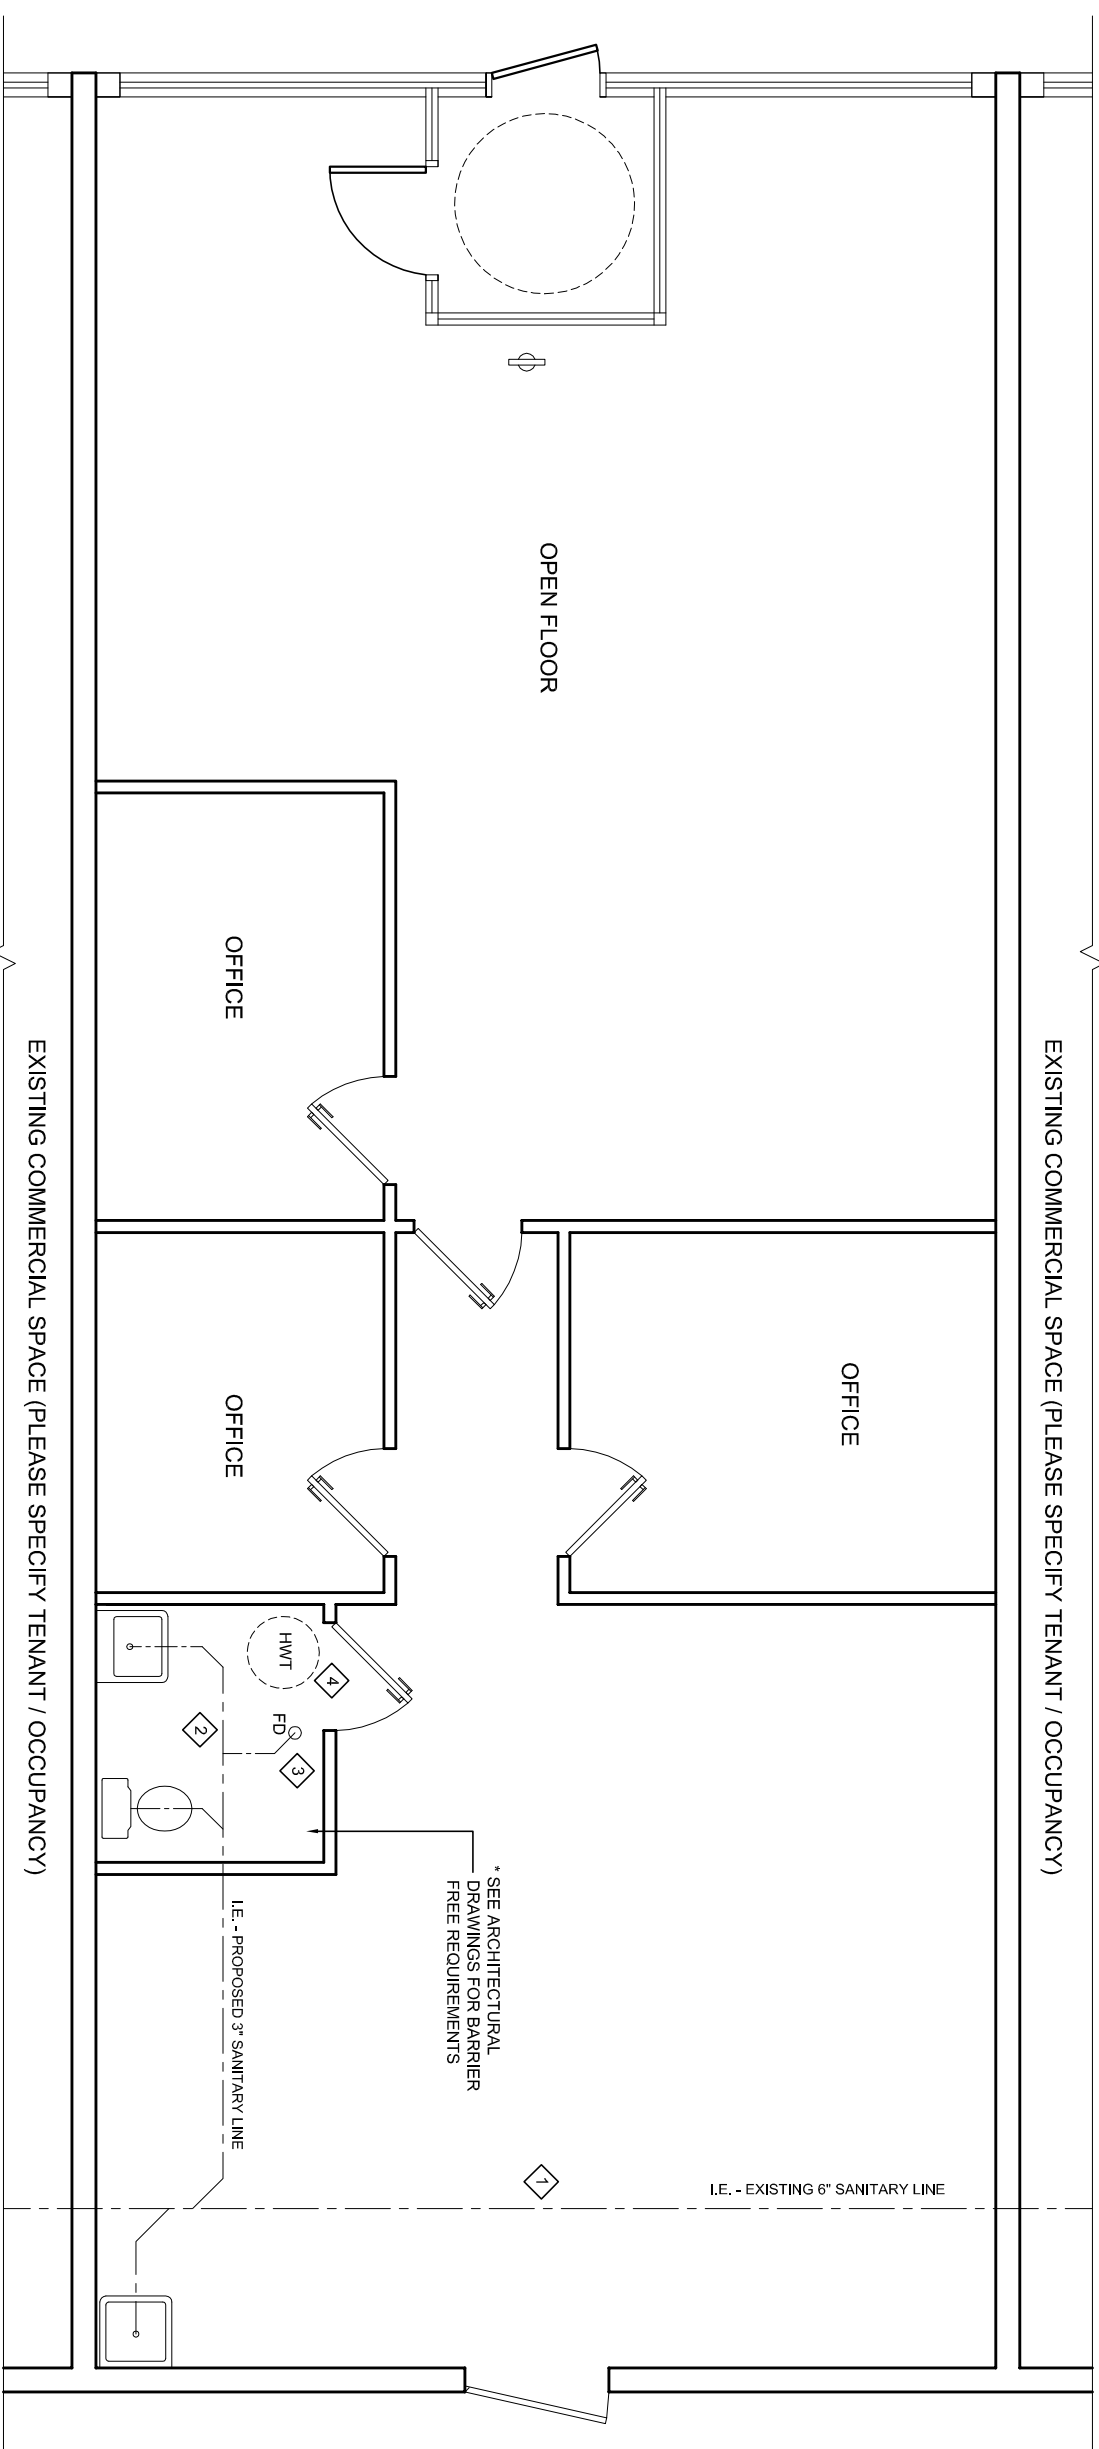 EXISTING COMMERCIAL SPACE (PLEASE SPECIFY TENANT / OCCUPANCY)
OPEN FLOOR
OFFICE
OFFICE
OFFICE
I.E. - EXISTING 6" SANITARY LINE
1
* SEE ARCHITECTURAL
DRAWINGS FOR BARRIER
FREE REQUIREMENTS
HWT
4
FD
3
2
I.E. - PROPOSED 3" SANITARY LINE
EXISTING COMMERCIAL SPACE (PLEASE SPECIFY TENANT / OCCUPANCY)